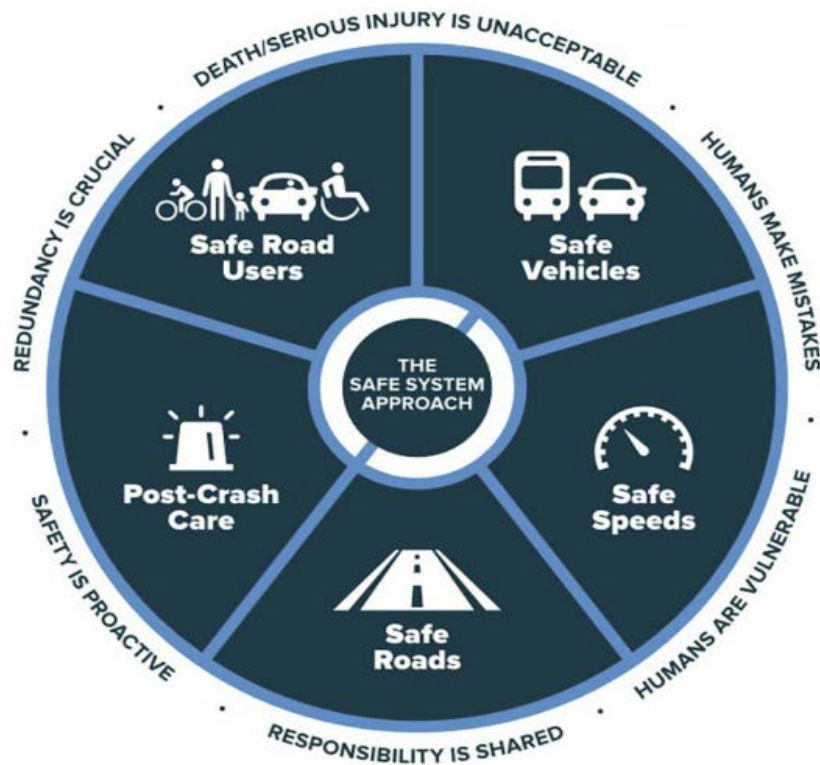 DEATH/SERIOUS INJURY IS UNACCEPTABLE
HUMANS MAKE MISTAKES
HUMANS ARE VULNERABLE
RESPONSIBILITY IS SHARED
SAFETY IS PROACTIVE
REDUNDANCY IS CRUCIAL
Safe Road
Users
Safe
Vehicles
THE
SAFE SYSTEM
APPROACH
Post-Crash
Care
Safe
Speeds
Safe
Roads